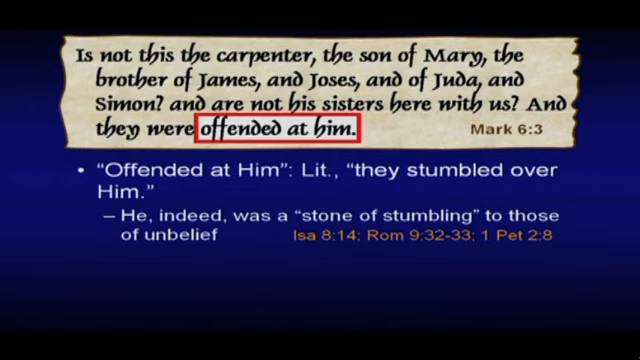 Is not this the carpenter, the son of Mary, the
brother of James, and Joses, and of Juda, and
Simon? and are not his sisters here with us? And
they were offended at him. Mark 6:3
• “Offended at Him”: Lit., “they stumbled over
Him.”
– He, indeed, was a “stone of stumbling” to those
of unbelief Isa 8:14; Rom 9:32-33; 1 Pet 2:8